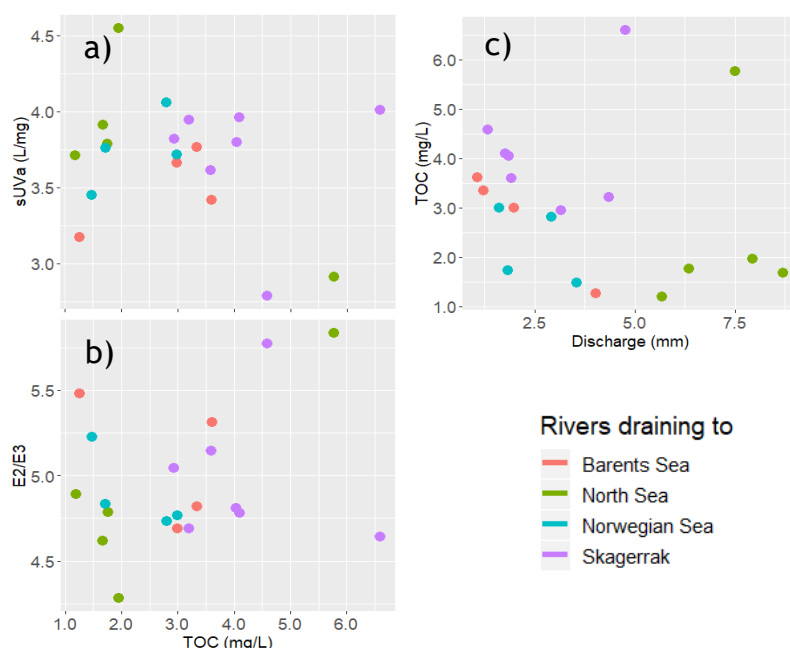 a)
4.5
4.0
3.5
3.0
sUVa (L/mg)
b)
5.5
5.0
4.5
E2/E3
1.0 2.0 3.0 4.0 5.0 6.0
TOC (mg/L)
c)
6.0
5.0
4.0
3.0
2.0
1.0
TOC (mg/L)
2.5 5.0 7.5
Discharge (mm)
Rivers draining to
Barents Sea
North Sea
Norwegian Sea
Skagerrak